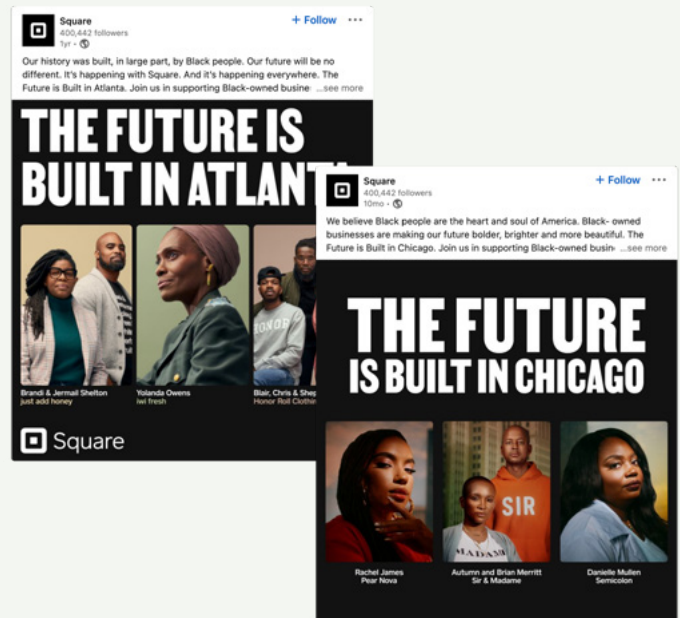 Square
+ Follow
400,442 followers
1yr •
Our history was built, in large part, by Black people. Our future will be no
different. It's happening with Square. And it's happening everywhere. The
Future is Built in Atlanta. Join us in supporting Black-owned busine ...see more
THE FUTURE IS
BUILT IN ATLANTA
HONOR
Brandi & Jermail Shelton
just add honey
Yolanda Owens
iwi fresh
Blair, Chris & Shep
Honor Roll Clothin
Square
Square
+ Follow
400,442 followers
10mo •
We believe Black people are the heart and soul of America. Black- owned
businesses are making our future bolder, brighter and more beautiful. The
Future is Built in Chicago. Join us in supporting Black-owned busin ...see more
THE FUTURE
IS BUILT IN CHICAGO
MADAME
SIR
Rachel James
Pear Nova
Autumn and Brian Merritt
Sir & Madame
Danielle Mullen
Semicolon